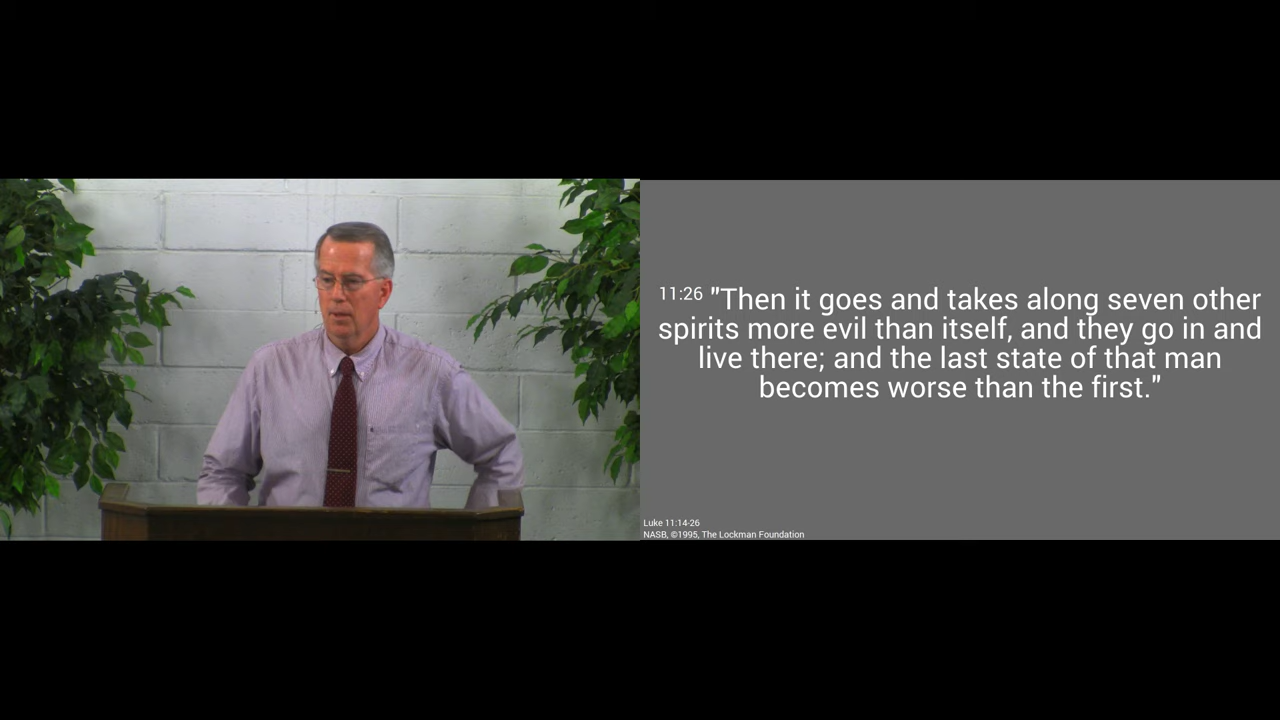 11:26 "Then it goes and takes along seven other
spirits more evil than itself, and they go in and
live there; and the last state of that man
becomes worse than the first."
Luke 11:14-26
NASB, ©1995, The Lockman Foundation